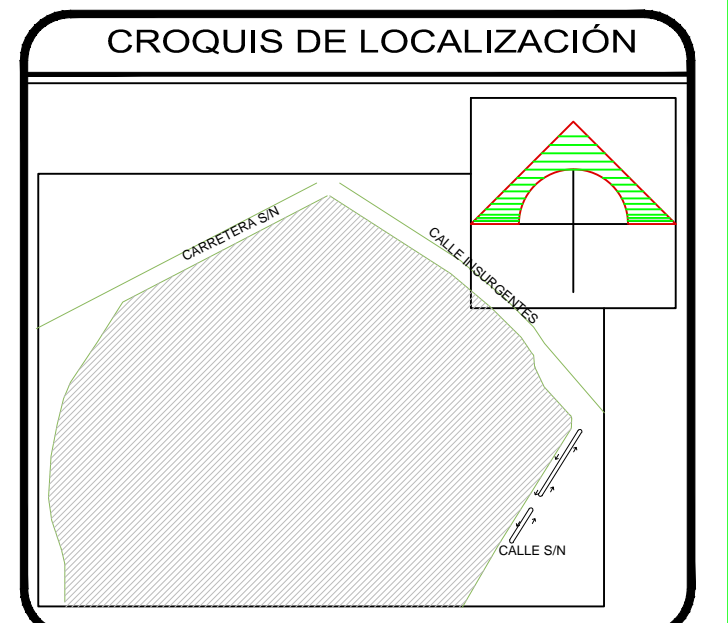 CROQUIS DE LOCALIZACIÓN
CARRETERA S/N
CALLE INSURGENTES
CALLE S/N